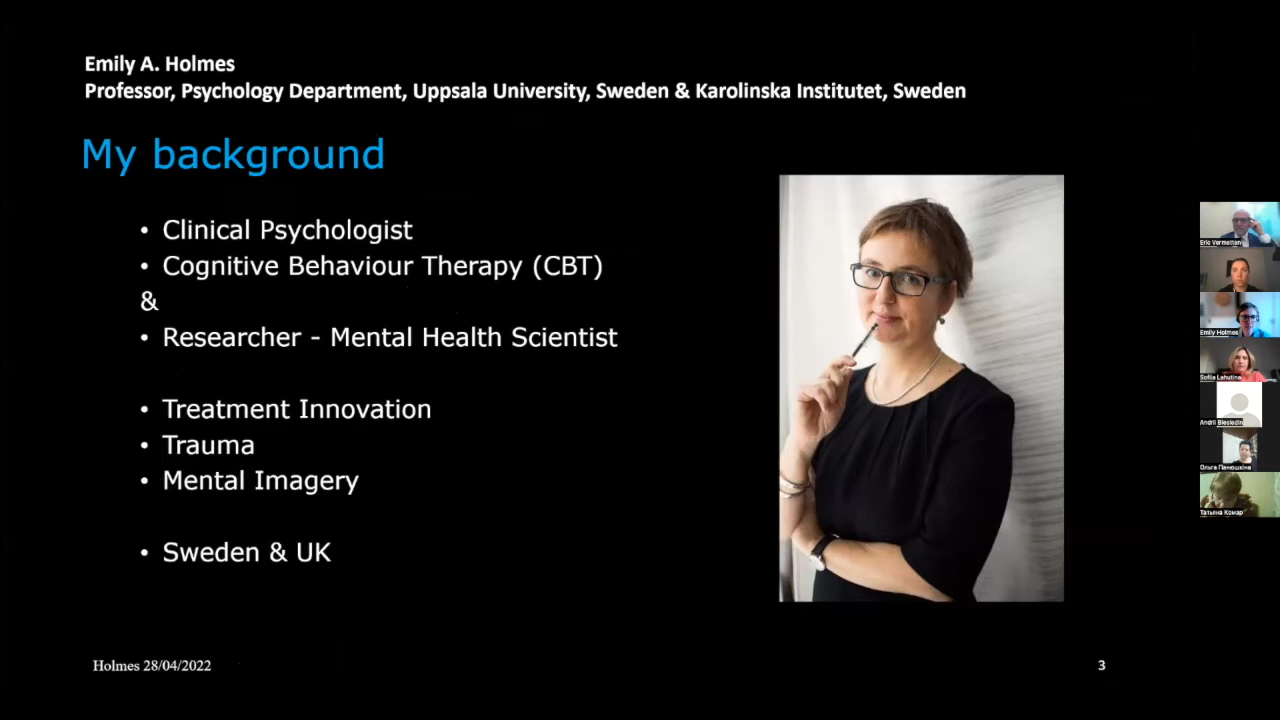 Emily A. Holmes
Professor, Psychology Department, Uppsala University, Sweden & Karolinska Institutet, Sweden
My background
• Clinical Psychologist
• Cognitive Behaviour Therapy (CBT)
&
• Researcher - Mental Health Scientist
• Treatment Innovation
• Trauma
• Mental Imagery
• Sweden & UK
Holmes 28/04/2022
3
Eric Vermetten
Emily Holmes
Sofiia Lahutina
Andrii Blesiedin
Ольга Панюшкіна
Татьяна Комар